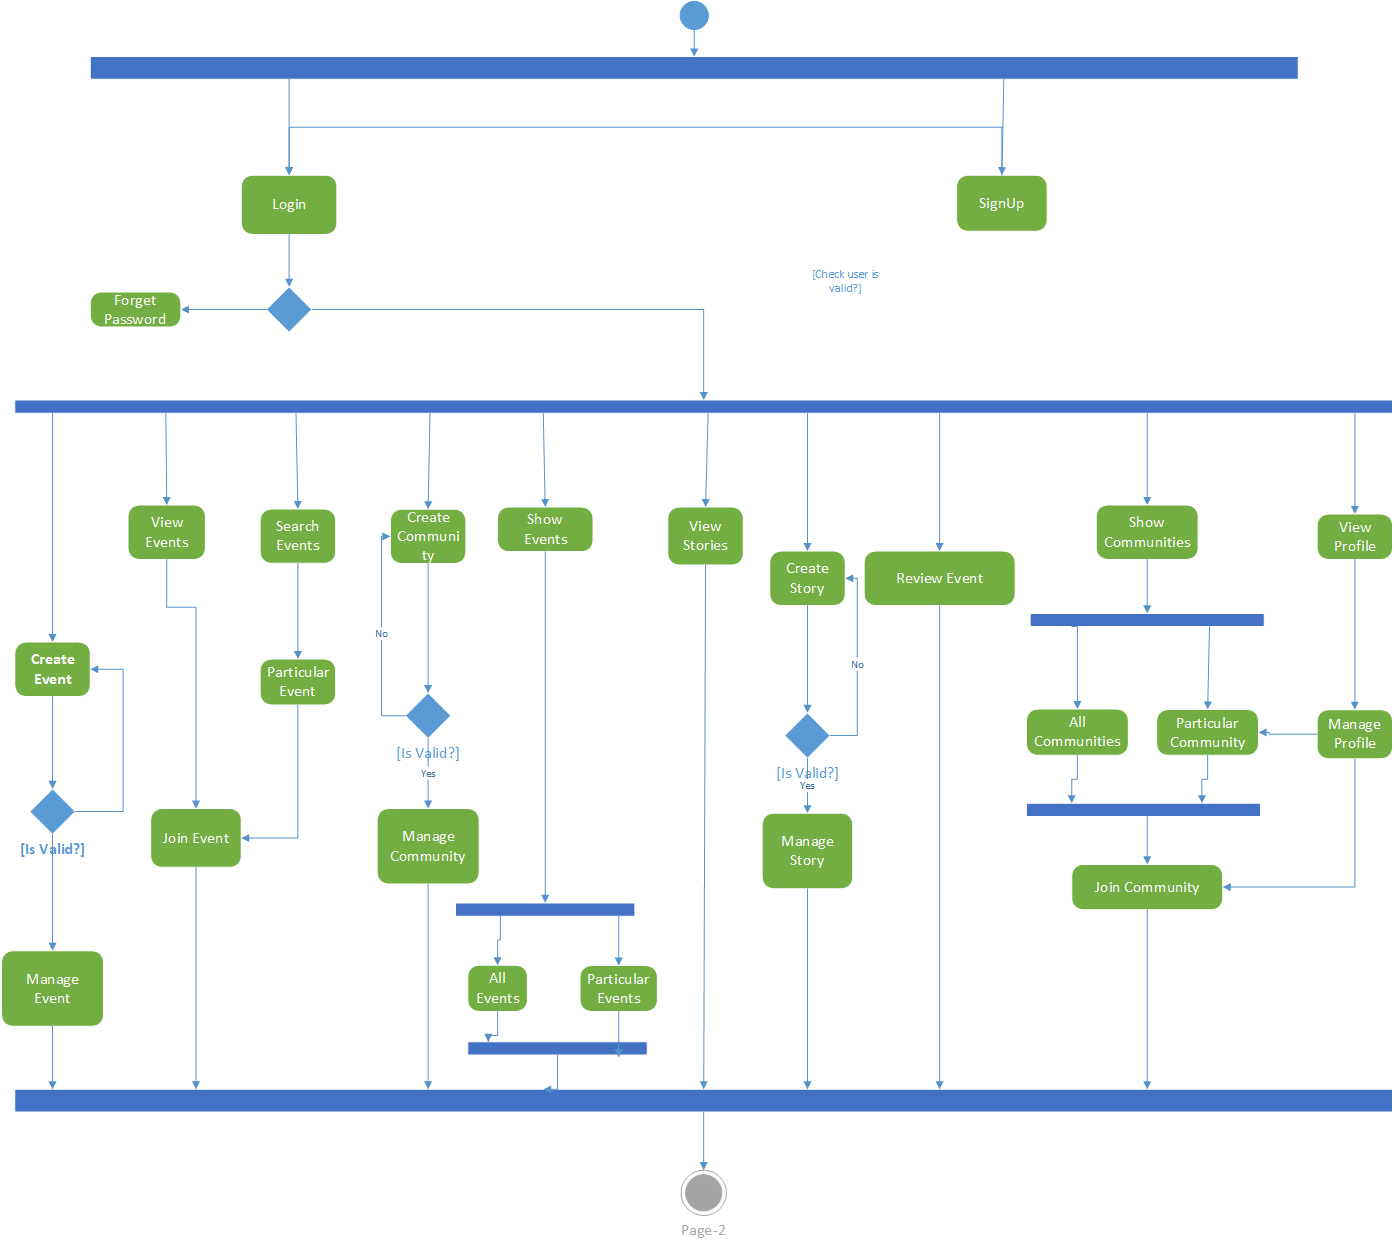 Login
SignUp
[Check user is
valid?]
Forget
Password
View
Events
Search
Events
Create
Communi
ty
Show
Events
View
Stories
Create
Story
Review Event
Show
Communities
View
Profile
No
Create
Event
Particular
Event
No
All
Communities
Particular
Community
Manage
Profile
[Is Valid?]
Yes
[Is Valid?]
Yes
[Is Valid?]
Join Event
Manage
Community
Manage
Story
Join Community
Manage
Event
All
Events
Particular
Events
Page-2